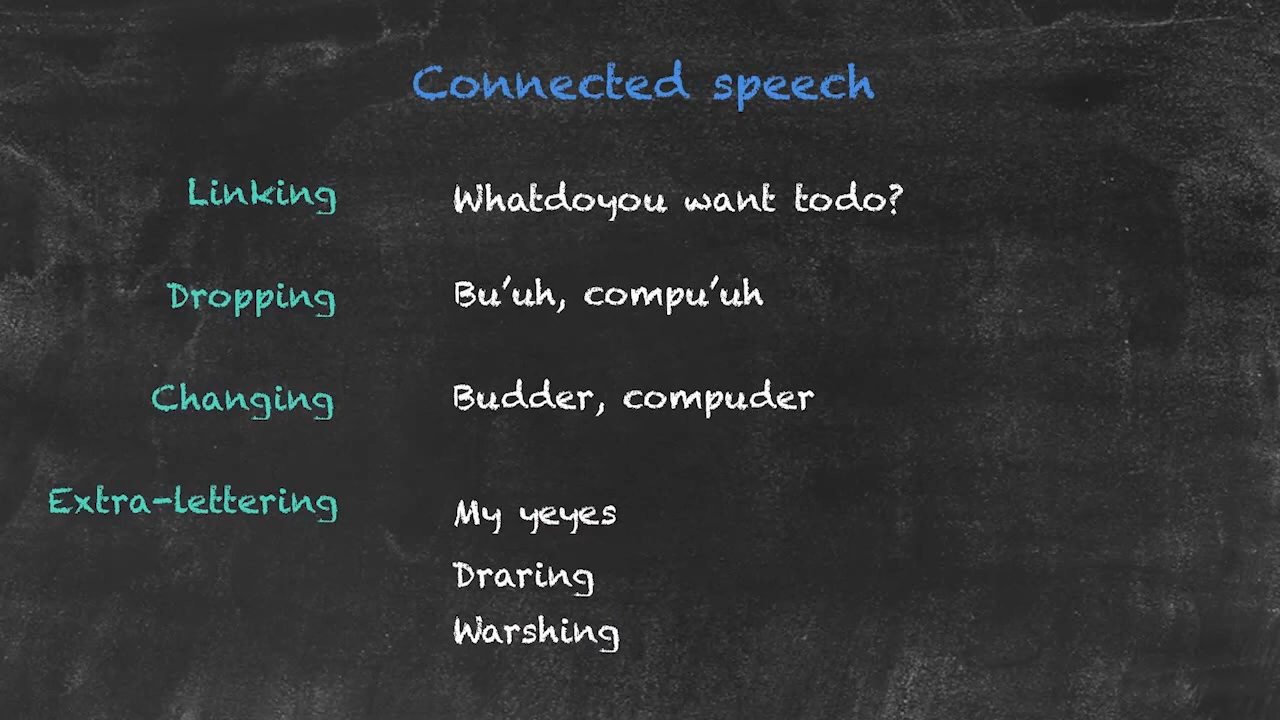 Connected speech
Linking Whatdoyou want todo?
Dropping Bu'uh, compu'uh
Changing Budder, compuder
Extra-lettering My yeyes
Draring
Warshing